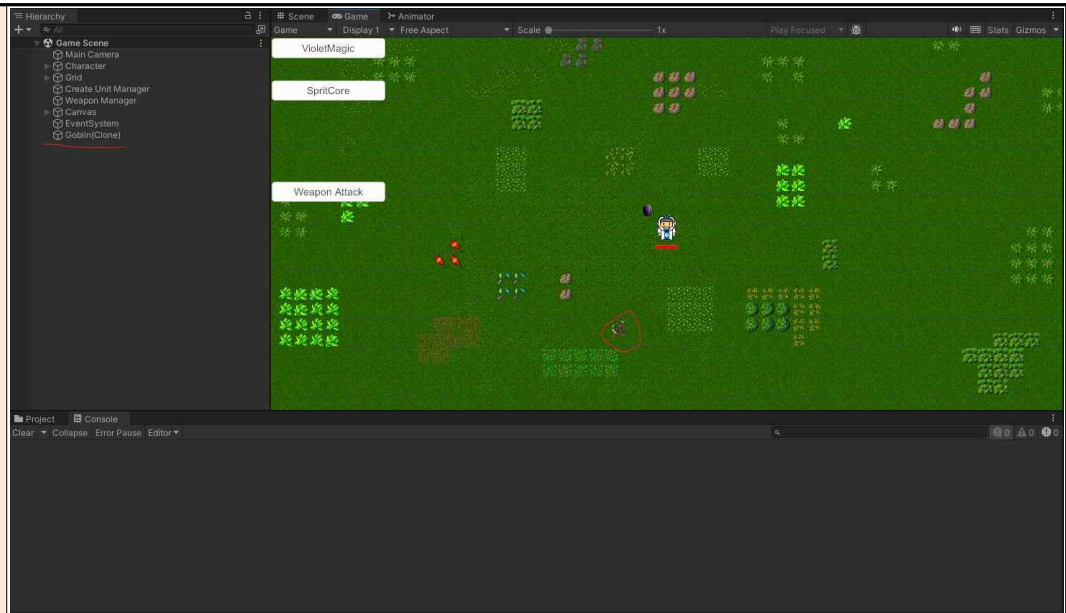 Hierarchy
Scene
Game
Animator
All
Game
Display 1
Free Aspect
Scale
1x
Play Focused
Stats
Gizmos
Game Scene
Main Camera
Character
Grid
Create Unit Manager
Weapon Manager
Canvas
EventSystem
Goblin(Clone)
VioletMagic
SpritCore
Weapon Attack
Project
Console
Clear
Collapse
Error Pause
Editor
0
0
0